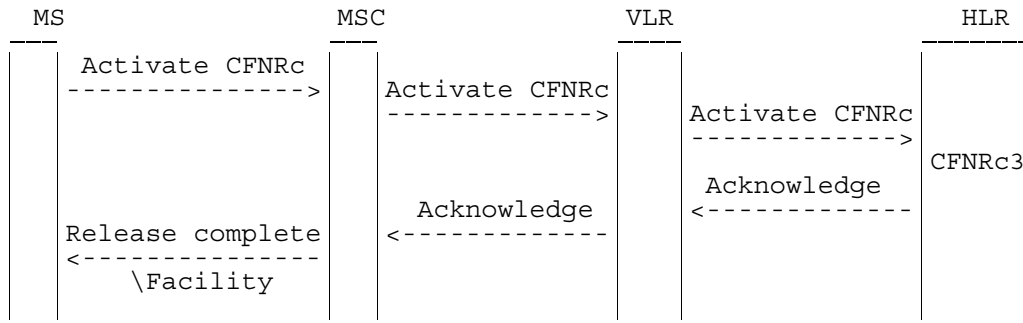 MS MSC VLR HLR
Activate CFNRc
--------------->
Activate CFNRc
------------->
Activate CFNRc
------------->
CFNRc3
Acknowledge
<-------------
Acknowledge
<-------------
Release complete
<---------------
\Facility